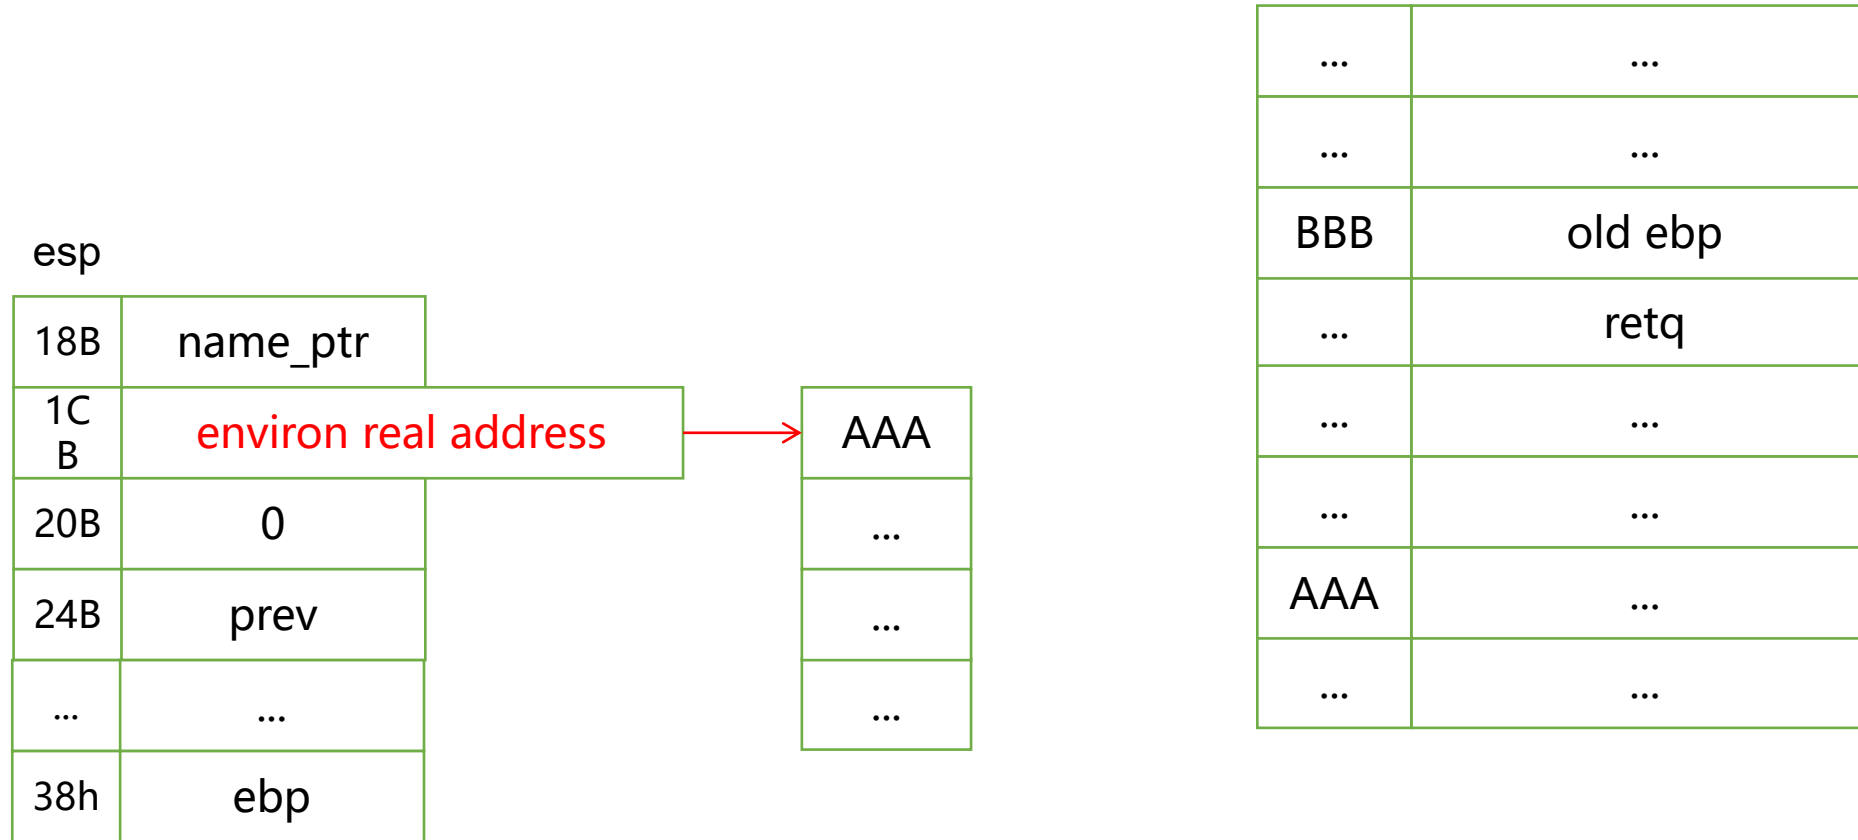 esp
18B name_ptr
1C
B
environ real address
20B 0
24B prev
... ...
38h ebp
AAA
...
...
...
... ...
... ...
BBB old ebp
... retq
... ...
... ...
AAA ...
... ...